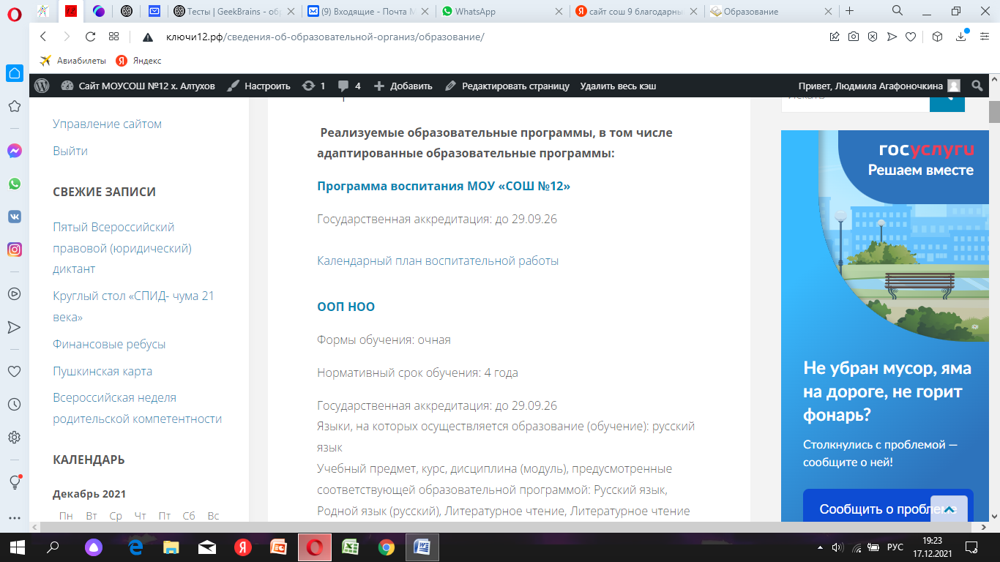 Тесты | GeekBrains - об
(9) Входящие - Почта M
WhatsApp
сайт сош 9 благодарны
Образование
ключи12.рф/сведения-об-образовательной-организ/образование/
Авиабилеты
Яндекс
Сайт МОУСОШ №12 х. Алтухов
Настроить
1
4
Добавить
Редактировать страницу
Удалить весь кэш
Привет, Людмила Агафоночкина
Управление сайтом
Выйти
СВЕЖИЕ ЗАПИСИ
Пятый Всероссийский
правовой (юридический)
диктант
Круглый стол «СПИД- чума 21
века»
Финансовые ребусы
Пушкинская карта
Всероссийская неделя
родительской компетентности
КАЛЕНДАРЬ
Декабрь 2021
Пн Вт Ср Чт Пт Сб Вс
Реализуемые образовательные программы, в том числе
адаптированные образовательные программы:
Программа воспитания МОУ «СОШ №12»
Государственная аккредитация: до 29.09.26
Календарный план воспитательной работы
ООП НОО
Формы обучения: очная
Нормативный срок обучения: 4 года
Государственная аккредитация: до 29.09.26
Языки, на которых осуществляется образование (обучение): русский
язык
Учебный предмет, курс, дисциплина (модуль), предусмотренные
соответствующей образовательной программой: Русский язык,
Родной язык (русский), Литературное чтение, Литературное чтение
госуслуги
Решаем вместе
Не убран мусор, яма
на дороге, не горит
фонарь?
Столкнулись с проблемой —
сообщите о ней!
Сообщить о проблеме
РУС
19:23
17.12.2021